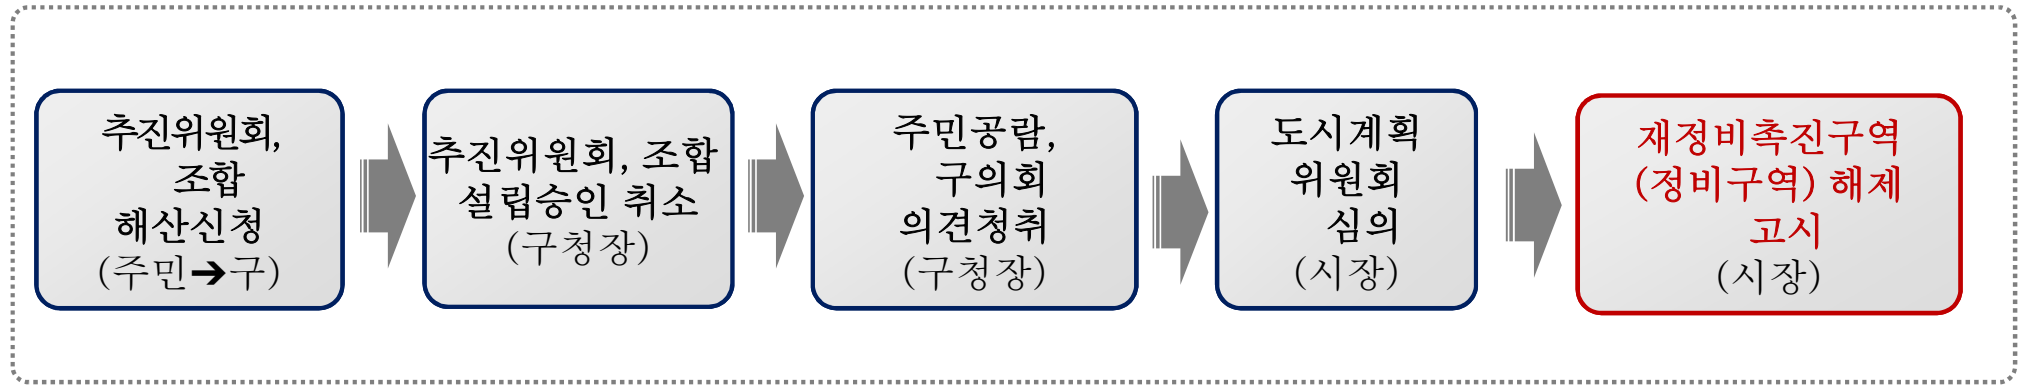 추진위원회,
조합
해산신청
(주민➔구)
추진위원회, 조합
설립승인 취소
(구청장)
주민공람,
구의회
의견청취
(구청장)
도시계획
위원회
심의
(시장)
재정비촉진구역
(정비구역) 해제
고시
(시장)